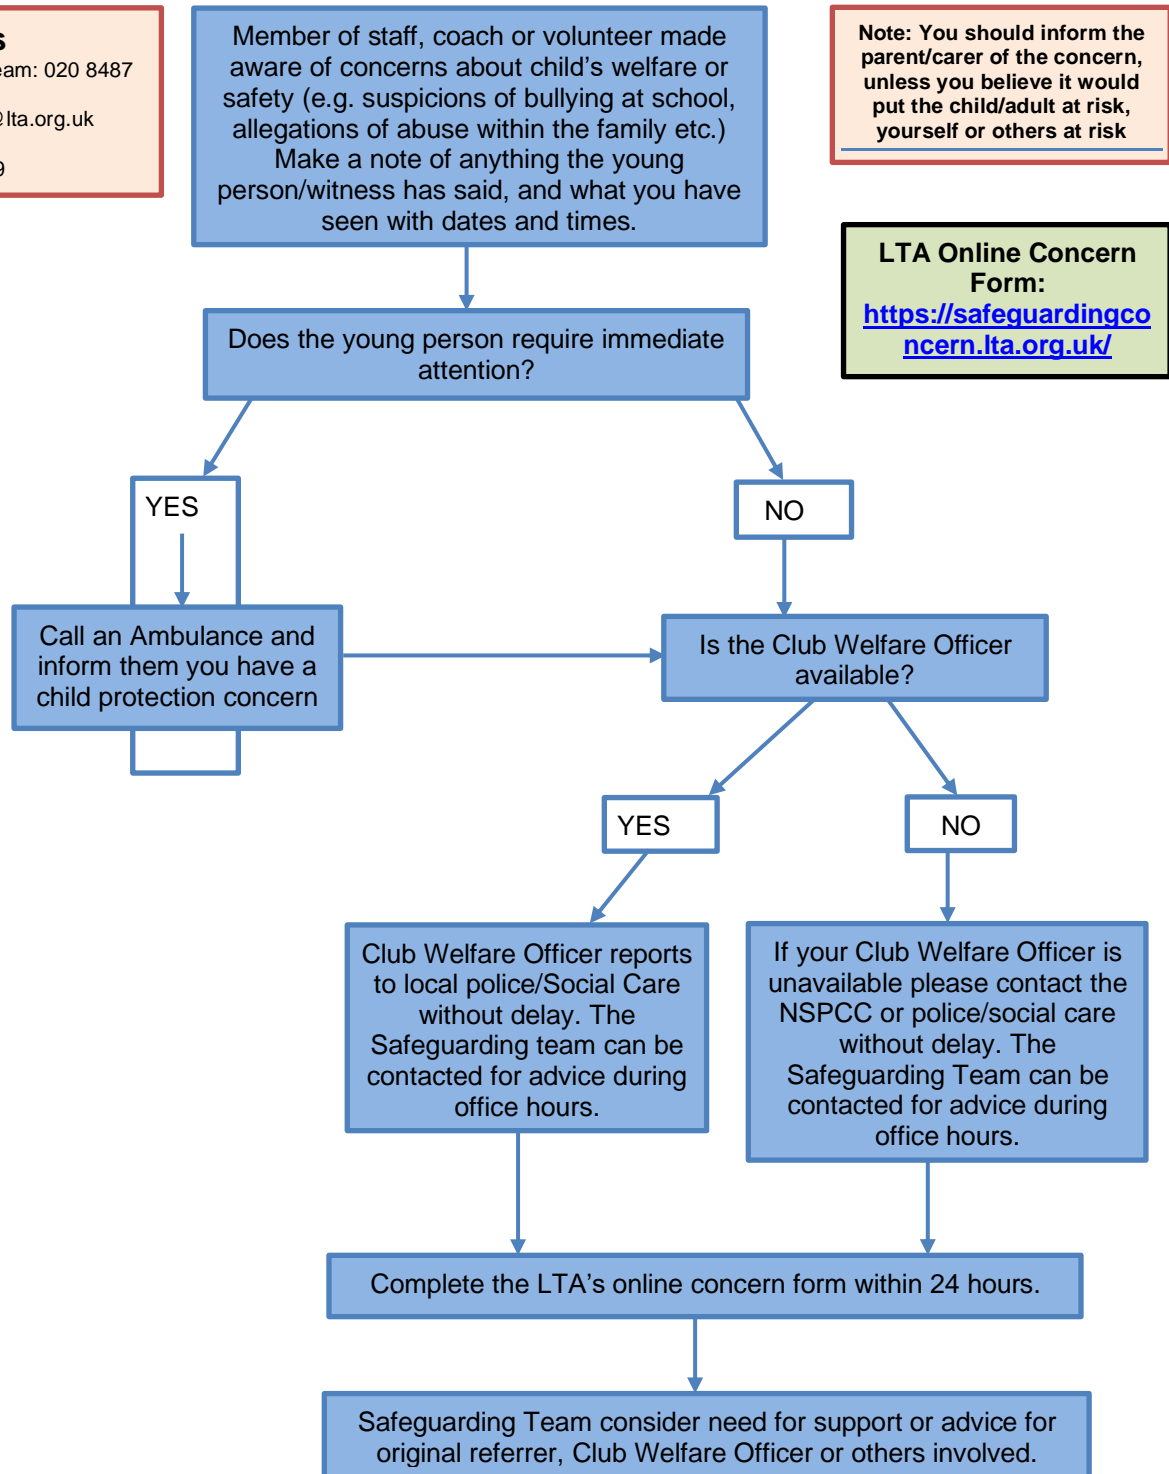 s
eam: 020 8487
@lta.org.uk
9
Member of staff, coach or volunteer made
aware of concerns about child’s welfare or
safety (e.g. suspicions of bullying at school,
allegations of abuse within the family etc.)
Make a note of anything the young
person/witness has said, and what you have
seen with dates and times.
Note: You should inform the
parent/carer of the concern,
unless you believe it would
put the child/adult at risk,
yourself or others at risk
LTA Online Concern
Form:
https://safeguardingco
ncern.lta.org.uk/
Does the young person require immediate
attention?
YES
NO
Call an Ambulance and
inform them you have a
child protection concern
Is the Club Welfare Officer
available?
YES
NO
Club Welfare Officer reports
to local police/Social Care
without delay. The
Safeguarding team can be
contacted for advice during
office hours.
If your Club Welfare Officer is
unavailable please contact the
NSPCC or police/social care
without delay. The
Safeguarding Team can be
contacted for advice during
office hours.
Complete the LTA’s online concern form within 24 hours.
Safeguarding Team consider need for support or advice for
original referrer, Club Welfare Officer or others involved.